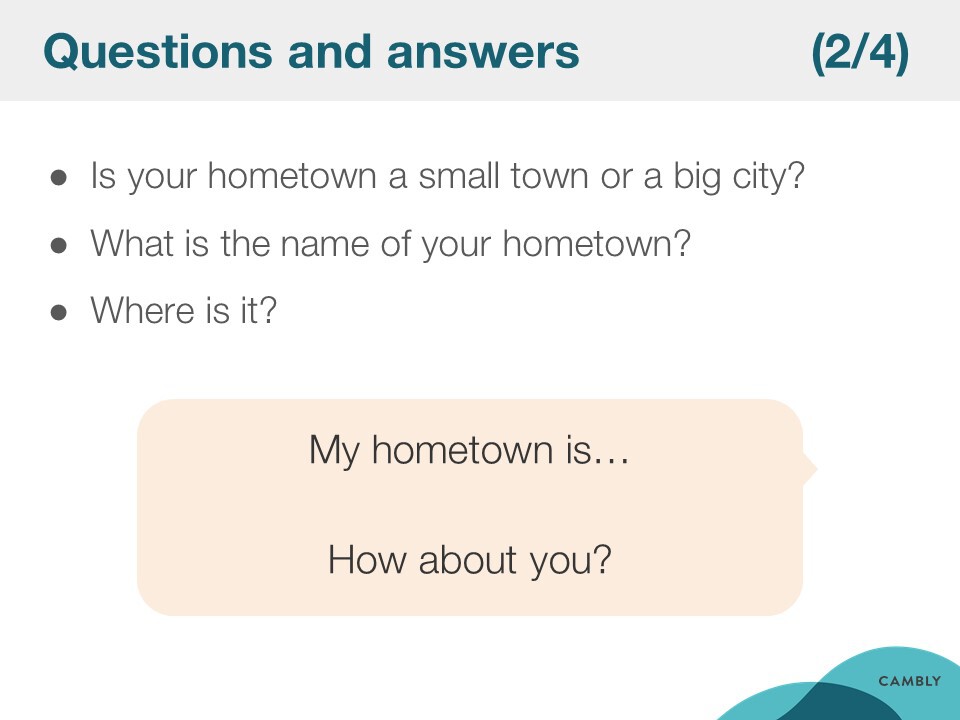 Questions and answers (2/4)
● Is your hometown a small town or a big city?
● What is the name of your hometown?
● Where is it?
My hometown is…
How about you?
CAMBLY